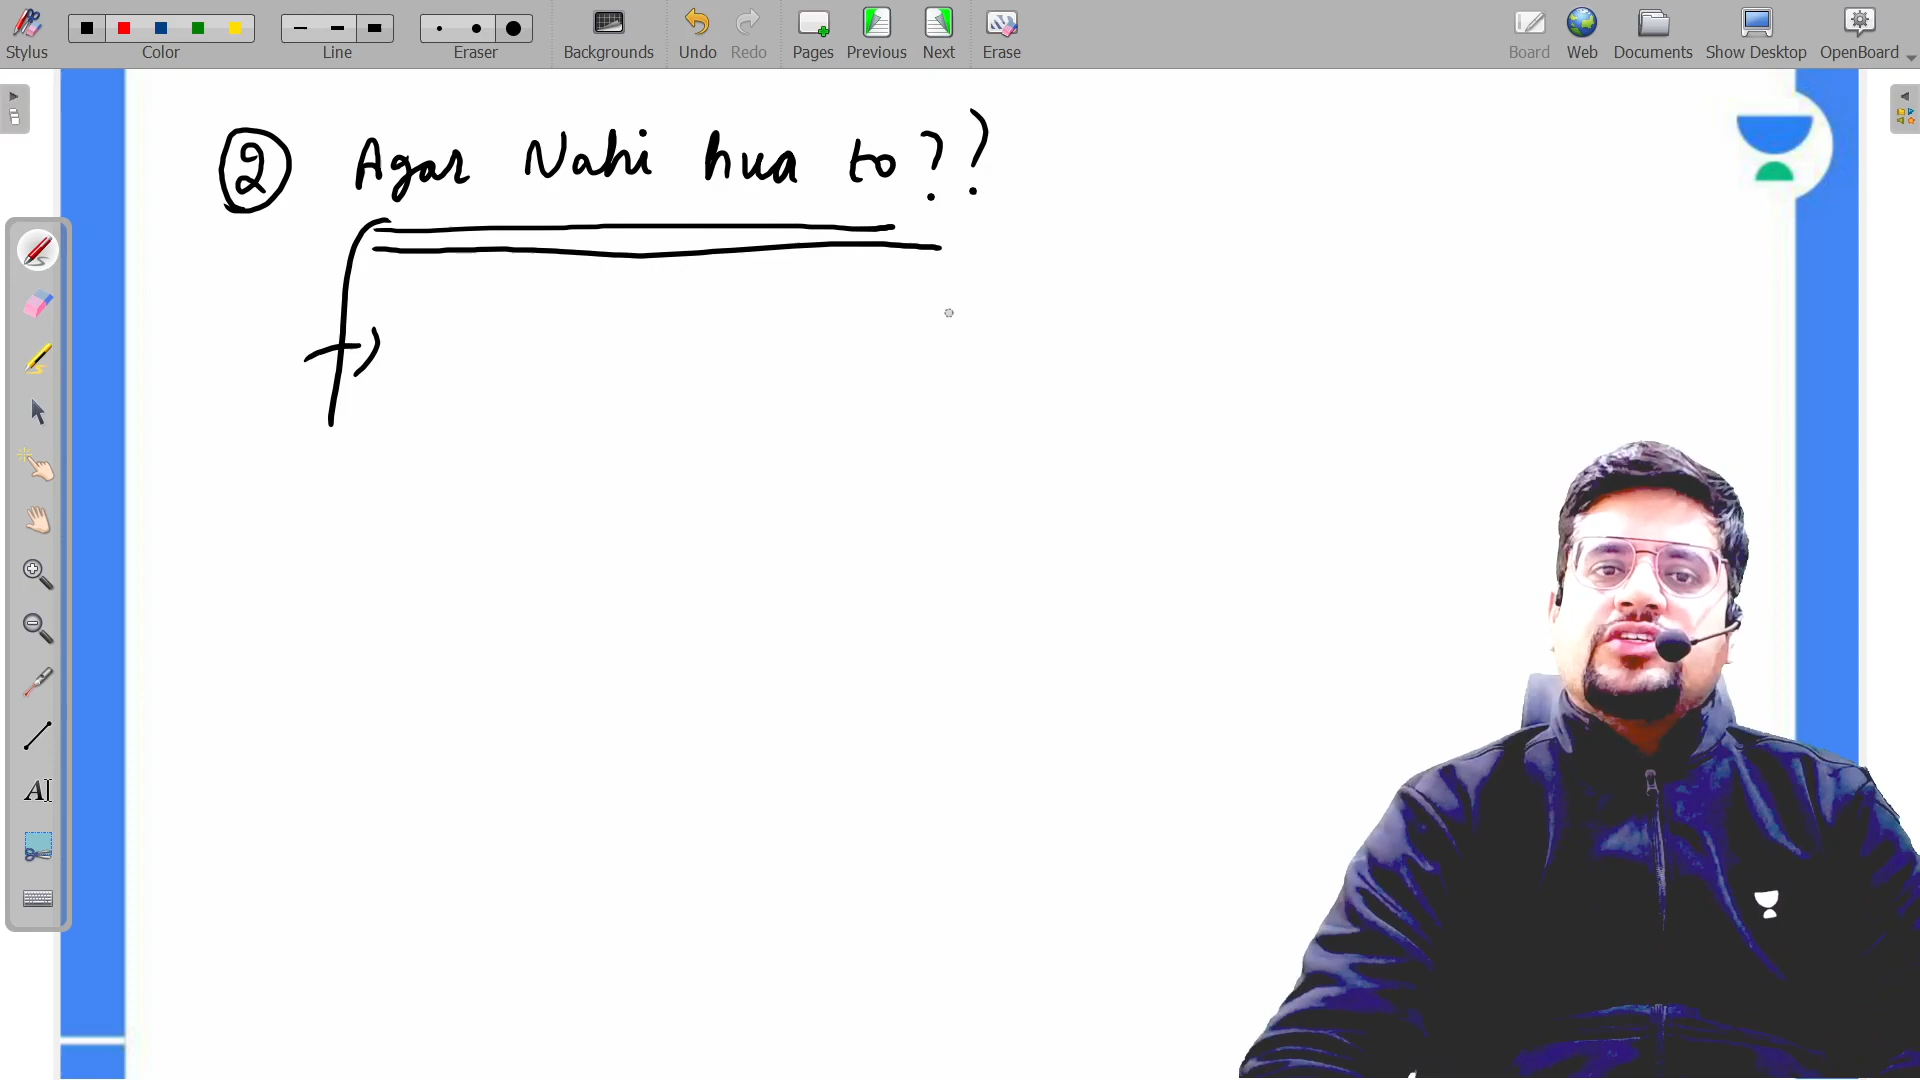 Stylus Color Line Eraser Backgrounds Undo Redo Pages Previous Next Erase Board Web Documents Show Desktop OpenBoard
② Agar Nahi hua to ??